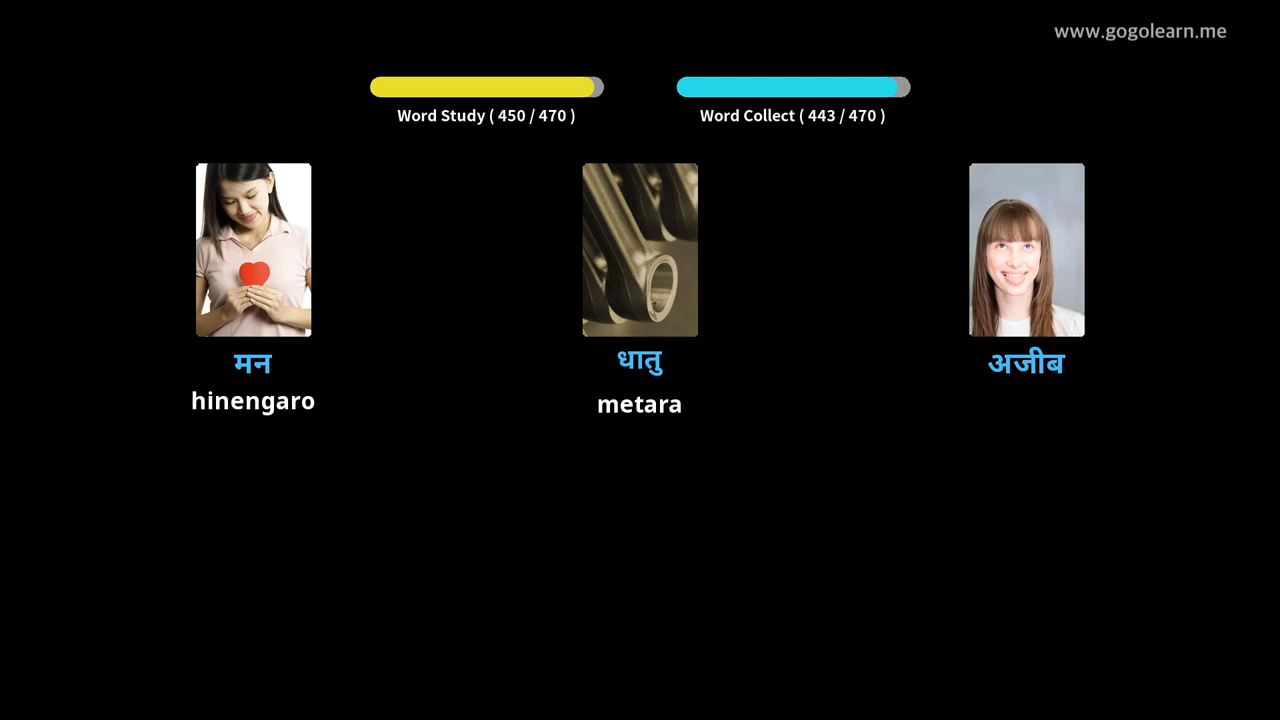 www.gogolearn.me
Word Study ( 450 / 470 )
Word Collect ( 443 / 470 )
मन
धातु
अजीब
hinengaro
metara